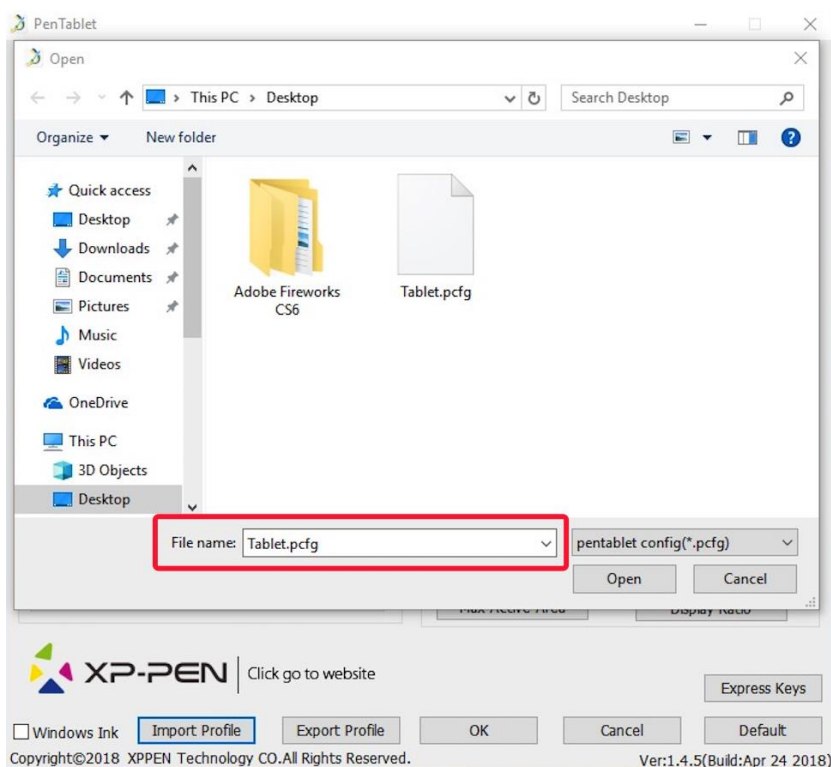 PenTablet
Open
This PC > Desktop
Search Desktop
Organize
New folder
Quick access
Desktop
Downloads
Documents
Pictures
Music
Videos
OneDrive
This PC
3D Objects
Desktop
Adobe Fireworks
CS6
Tablet.pcfg
File name: Tablet.pcfg
pentablet config(*.pcfg)
Open
Cancel
Max Active Area
Display Ratio
XP-PEN
Click go to website
Express Keys
Windows Ink
Import Profile
Export Profile
OK
Cancel
Default
Copyright©2018 XPPEN Technology CO.All Rights Reserved.
Ver:1.4.5(Build:Apr 24 2018)